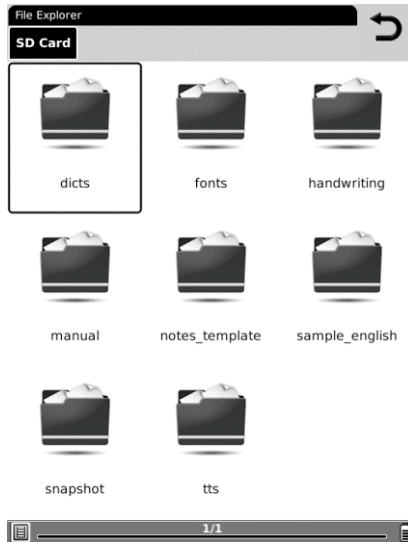 File Explorer
SD Card
dicts fonts handwriting
manual notes_template sample_english
snapshot tts
1/1